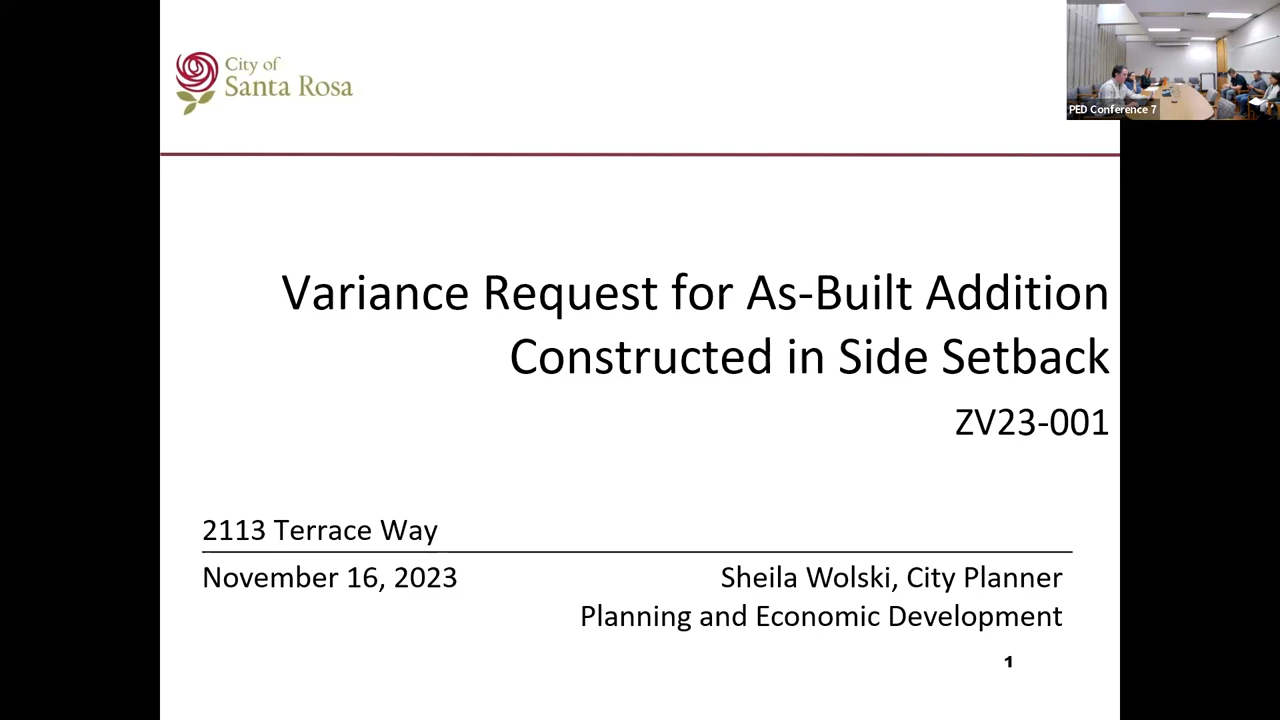 City of
Santa Rosa
PED Conference 7
Variance Request for As-Built Addition
Constructed in Side Setback
ZV23-001
2113 Terrace Way
November 16, 2023
Sheila Wolski, City Planner
Planning and Economic Development
1